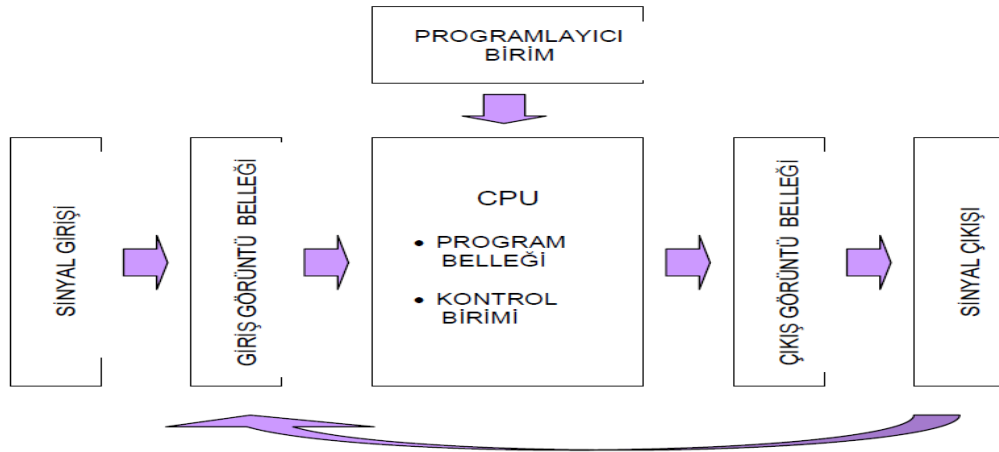 PROGRAMLAYICI
BİRİM
SİNYAL GİRİŞİ
GİRİŞ GÖRÜNTÜ BELLEĞİ
CPU
• PROGRAM
BELLEĞİ
• KONTROL
BİRİMİ
ÇIKIŞ GÖRÜNTÜ BELLEĞİ
SİNYAL ÇIKIŞI